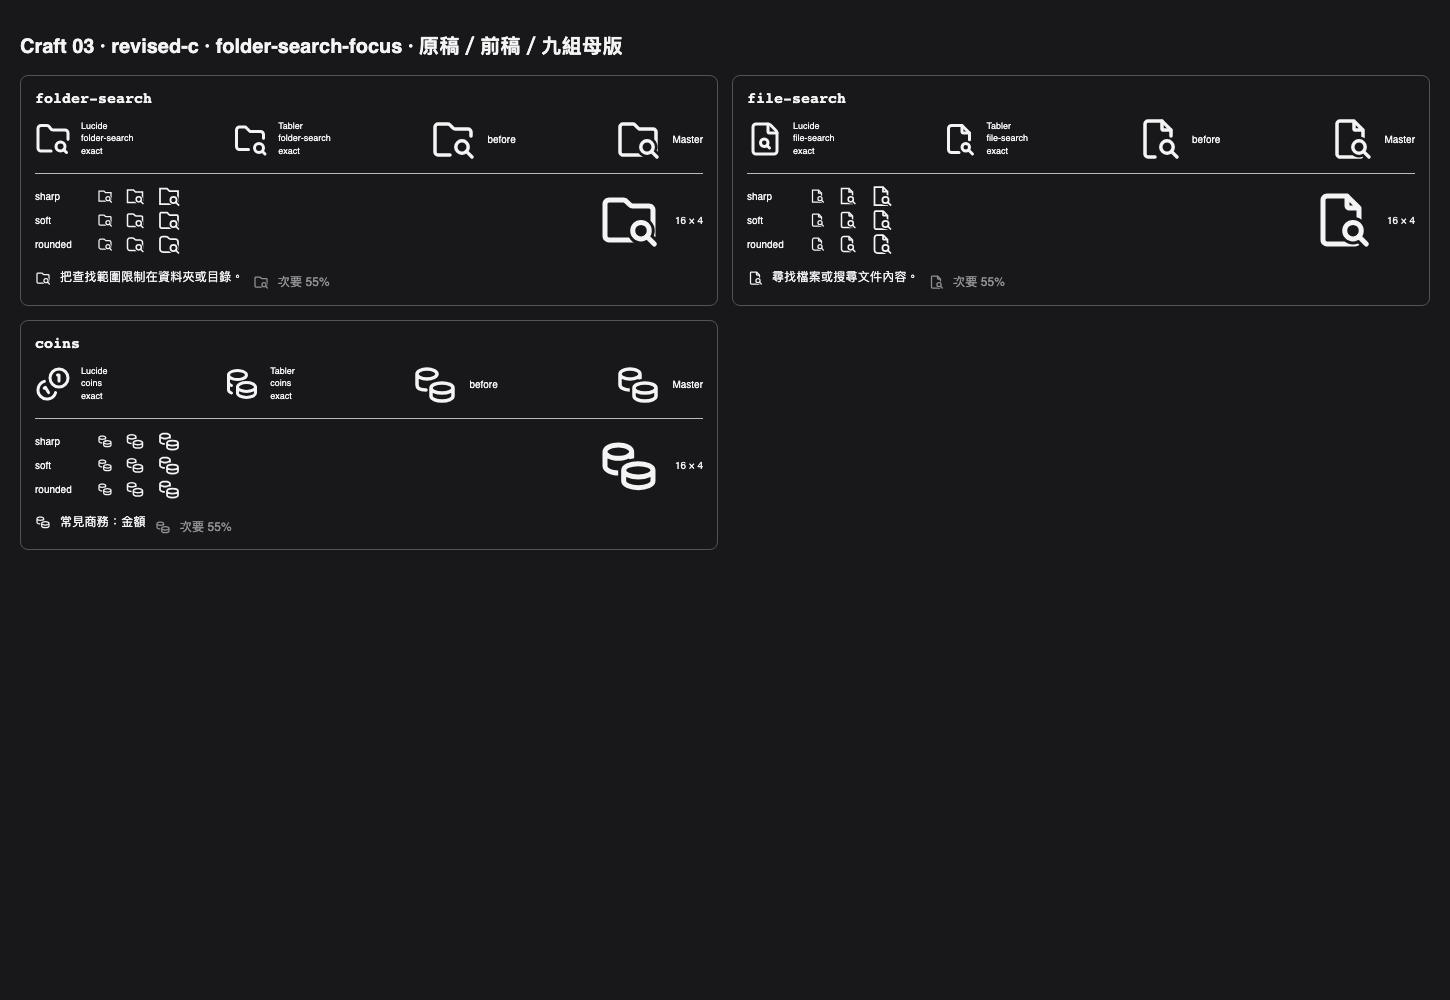 Craft 03 · revised-c · folder-search-focus · 原稿 / 前稿 / 九組母版
folder-search
Lucide
folder-search
exact
Tabler
folder-search
exact
before
Master
sharp
soft
rounded
16 × 4
把查找範圍限制在資料夾或目錄。
次要 55%
file-search
Lucide
file-search
exact
Tabler
file-search
exact
before
Master
sharp
soft
rounded
16 × 4
尋找檔案或搜尋文件內容。
次要 55%
coins
Lucide
coins
exact
Tabler
coins
exact
before
Master
sharp
soft
rounded
16 × 4
常見商務：金額
次要 55%